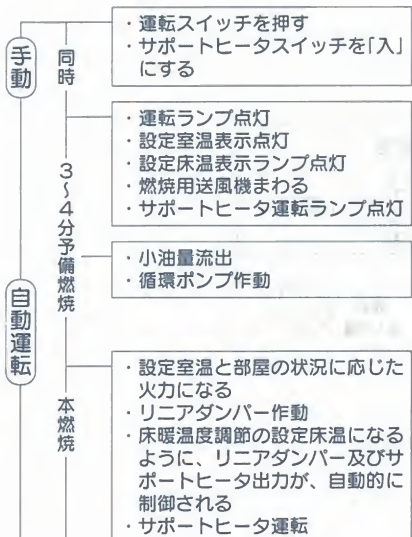 手動
同時
・運転スイッチを押す
・サポートヒータスイッチを「入」
にする
3~4分予備燃焼
・運転ランプ点灯
・設定室温表示点灯
・設定床温表示ランプ点灯
・燃焼用送風機まわる
・サポートヒータ運転ランプ点灯
・小油量流出
・循環ポンプ作動
自動運転
本燃焼
・設定室温と部屋の状況に応じた
火力になる
・リニアダンパー作動
・床暖温度調節の設定床温になる
ように、リニアダンパー及びサ
ポートヒータ出力が、自動的に
制御される
・サポートヒータ運転